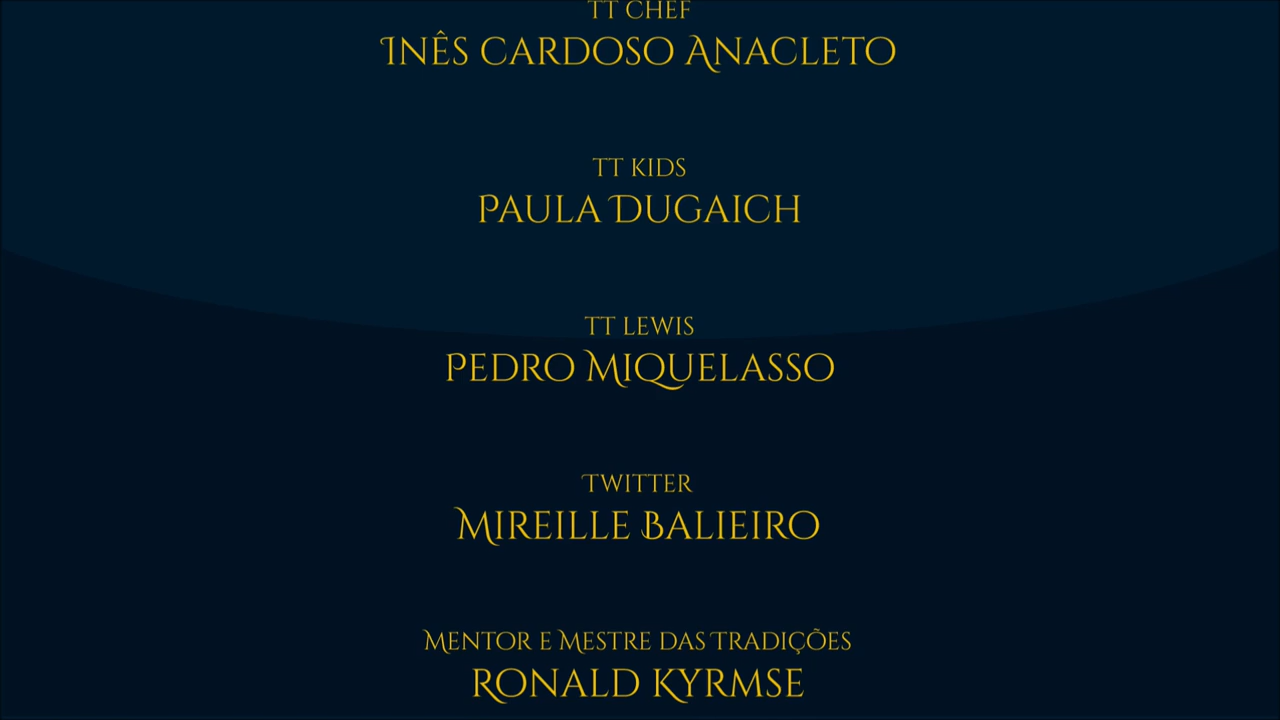 TT CHEF
INÊS CARDOSO ANACLETO
TT KIDS
PAULA DUGAICH
TT LEWIS
PEDRO MIQUELASSO
TWITTER
MIREILLE BALIEIRO
MENTOR E MESTRE DAS TRADIÇÕES
RONALD KYRMSE